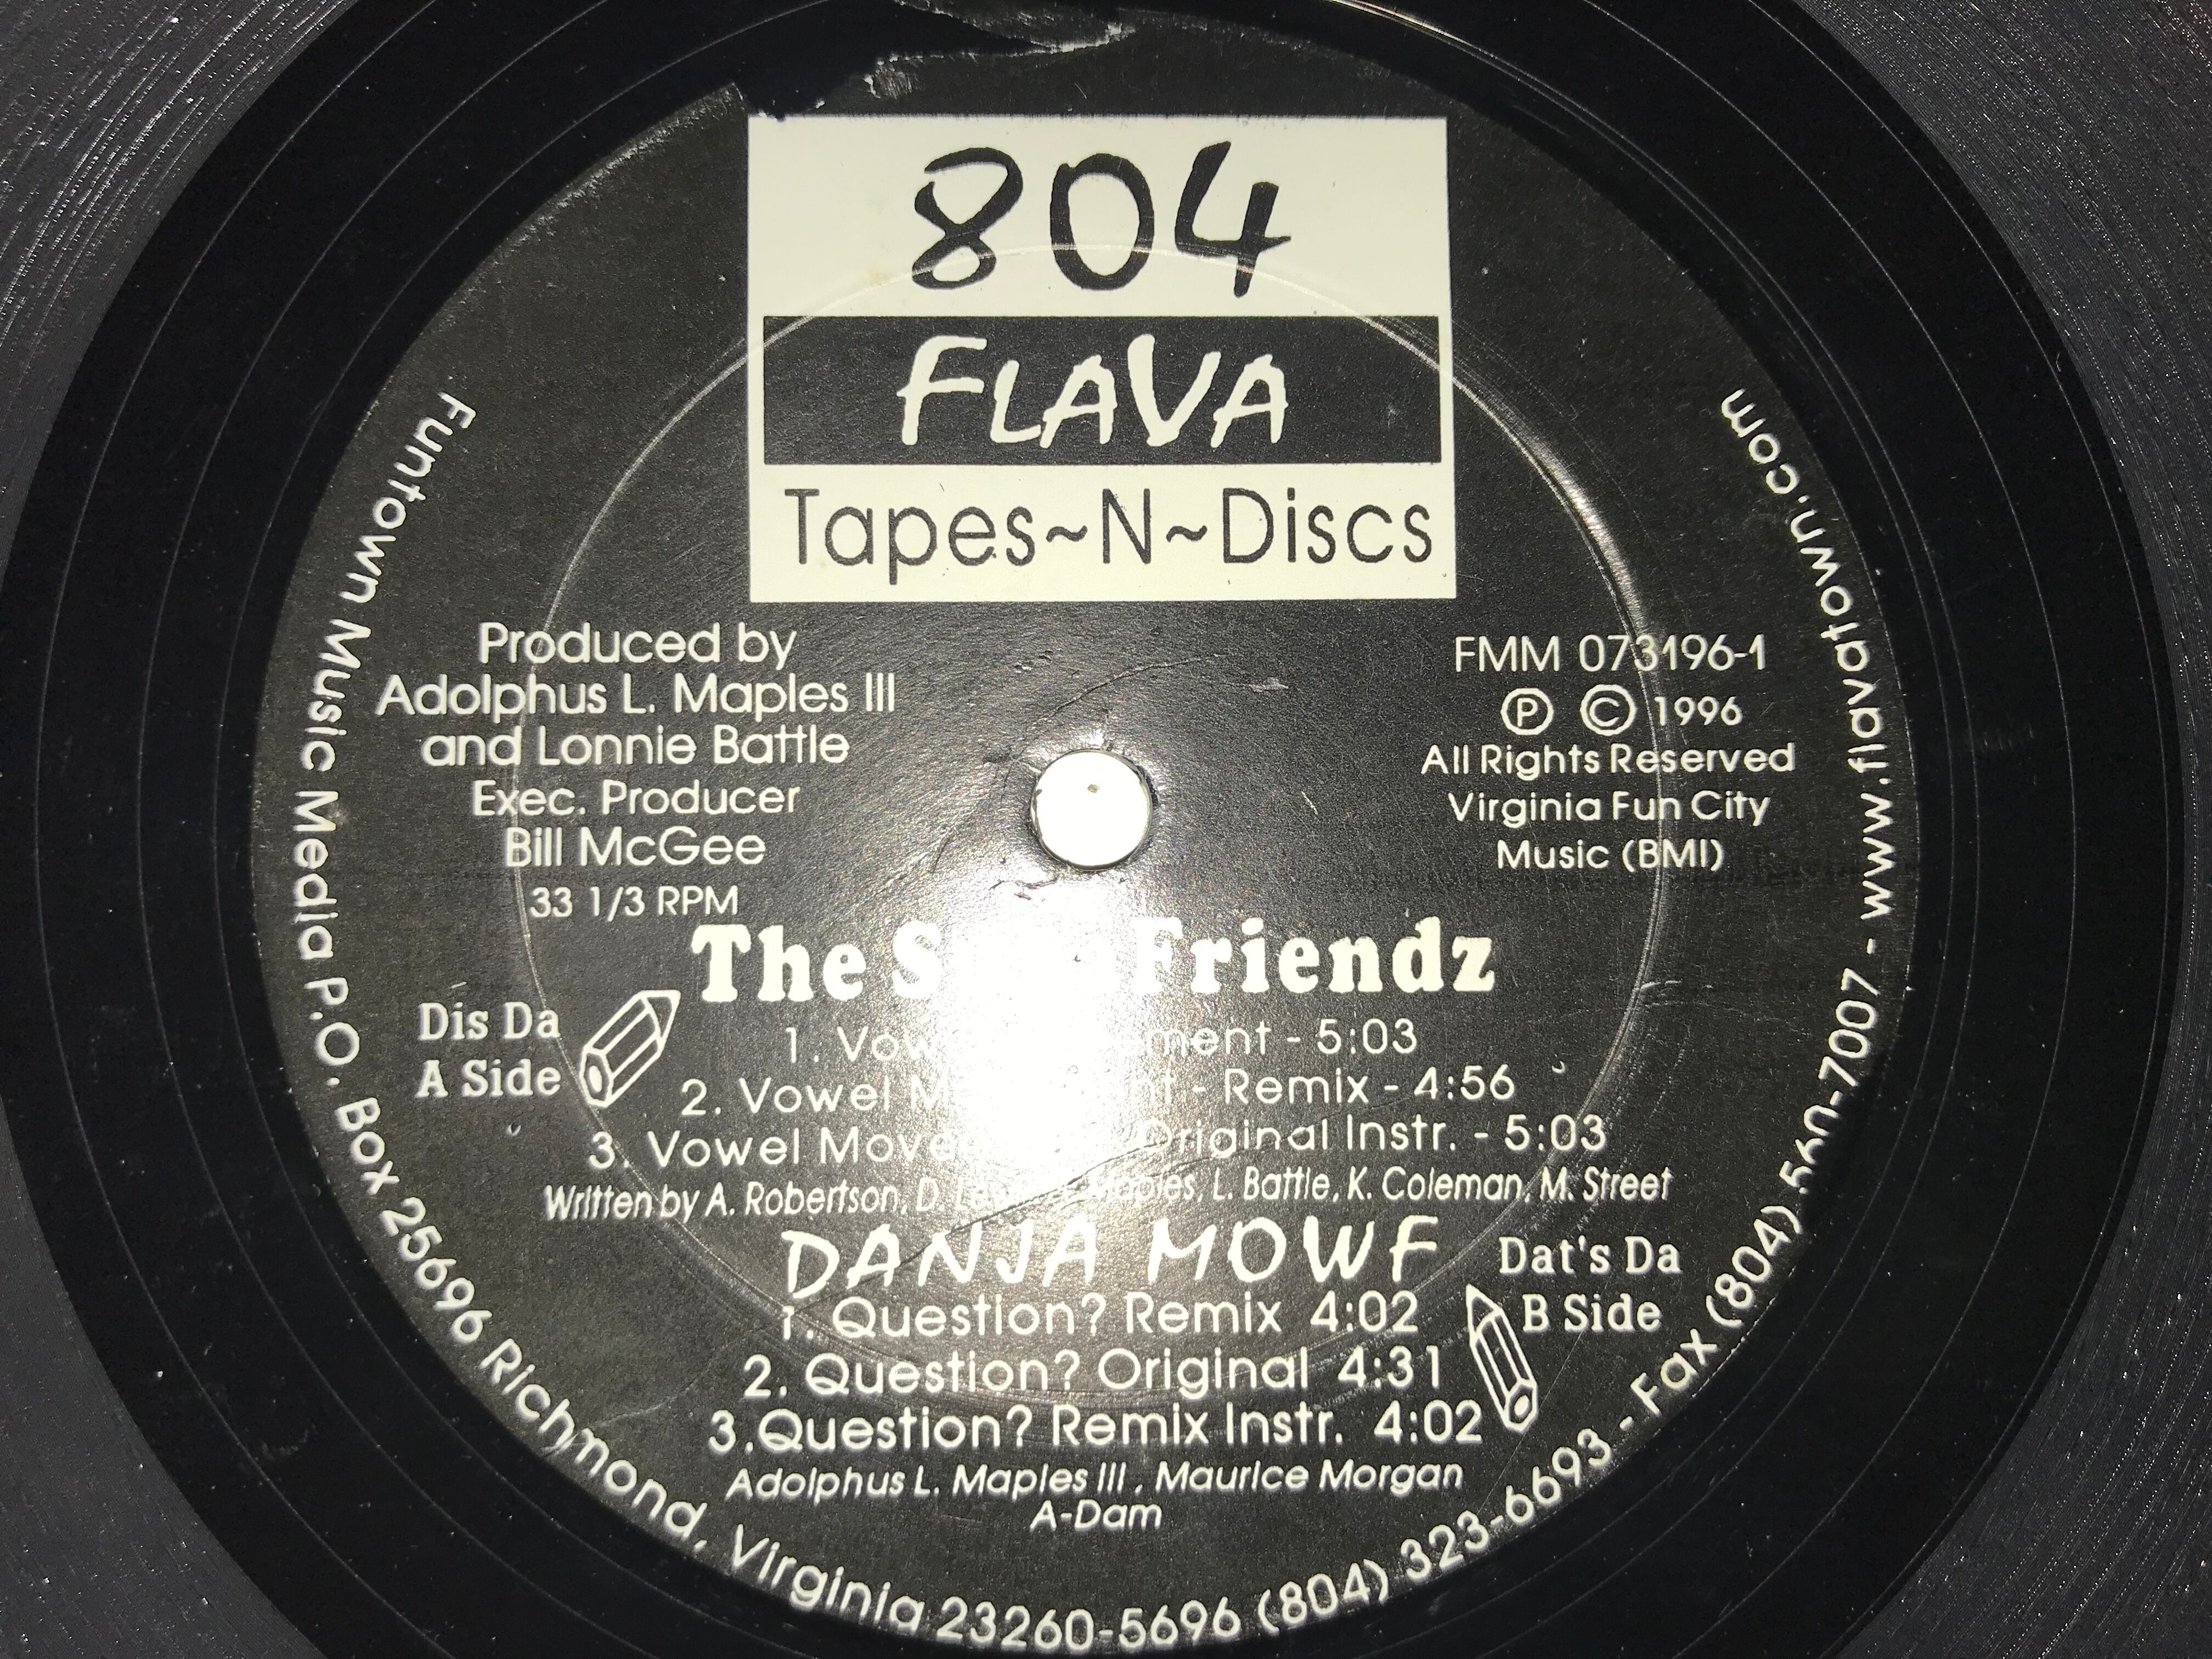 804
FLAVA
Tapes~N~Discs
Produced by
Adolphus L. Maples III
and Lonnie Battle
Exec. Producer
Bill McGee
33 1/3 RPM
FMM 073196-1
Ⓟ © 1996
All Rights Reserved
Virginia Fun City
Music (BMI)
The Friendz
Dis Da
A Side
1. - 5:03
2. Vowel - Remix - 4:56
3. Vowel Original Instr. - 5:03
Written by A. Robertson, D. Maples, L. Battle, K. Coleman, M. Street
DANJA MOWF
Dat's Da
B Side
1. Question? Remix 4:02
2. Question? Original 4:31
3.Question? Remix Instr. 4:02
Adolphus L. Maples III , Maurice Morgan
A-Dam
Funtown Music Media P.O. Box 25696 Richmond, Virginia 23260-5696 (804) 323-6693 - Fax (804) 560-7007 - www.flavatown.com